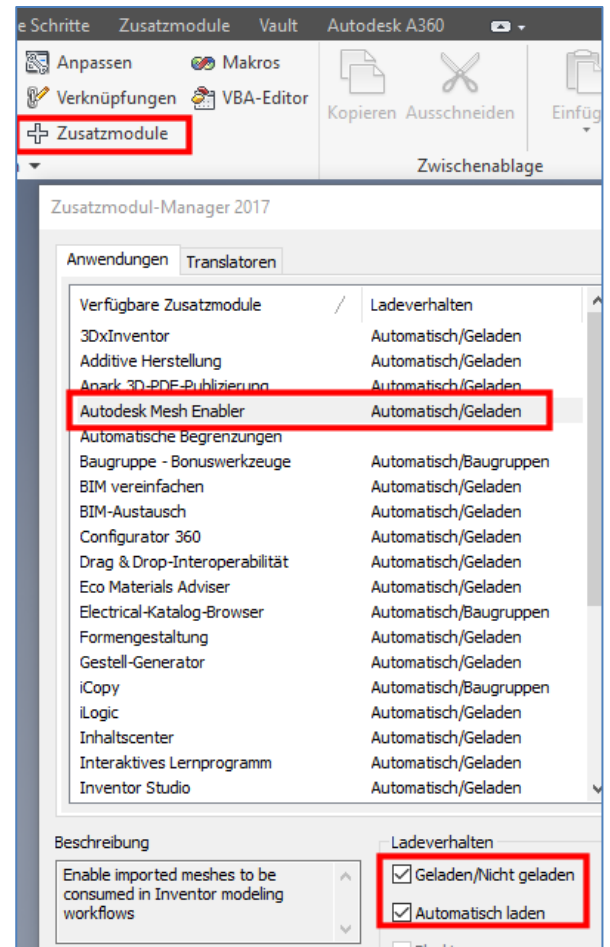 e Schritte Zusatzmodule Vault Autodesk A360
Anpassen Makros
Verknüpfungen VBA-Editor
Zusatzmodule
Kopieren Ausschneiden Einfüg
Zwischenablage
Zusatzmodul-Manager 2017
Anwendungen Translatoren
Verfügbare Zusatzmodule / Ladeverhalten
3DxInventor Automatisch/Geladen
Additive Herstellung Automatisch/Geladen
Anark 3D-PDF-Publizierung Automatisch/Geladen
Autodesk Mesh Enabler Automatisch/Geladen
Automatische Begrenzungen
Baugruppe - Bonuswerkzeuge Automatisch/Baugruppen
BIM vereinfachen Automatisch/Geladen
BIM-Austausch Automatisch/Geladen
Configurator 360 Automatisch/Geladen
Drag & Drop-Interoperabilität Automatisch/Geladen
Eco Materials Adviser Automatisch/Geladen
Electrical-Katalog-Browser Automatisch/Baugruppen
Formengestaltung Automatisch/Geladen
Gestell-Generator Automatisch/Geladen
iCopy Automatisch/Baugruppen
iLogic Automatisch/Geladen
Inhaltscenter Automatisch/Geladen
Interaktives Lernprogramm Automatisch/Geladen
Inventor Studio Automatisch/Geladen
Beschreibung Ladeverhalten
Enable imported meshes to be
consumed in Inventor modeling
workflows
Geladen/Nicht geladen
Automatisch laden